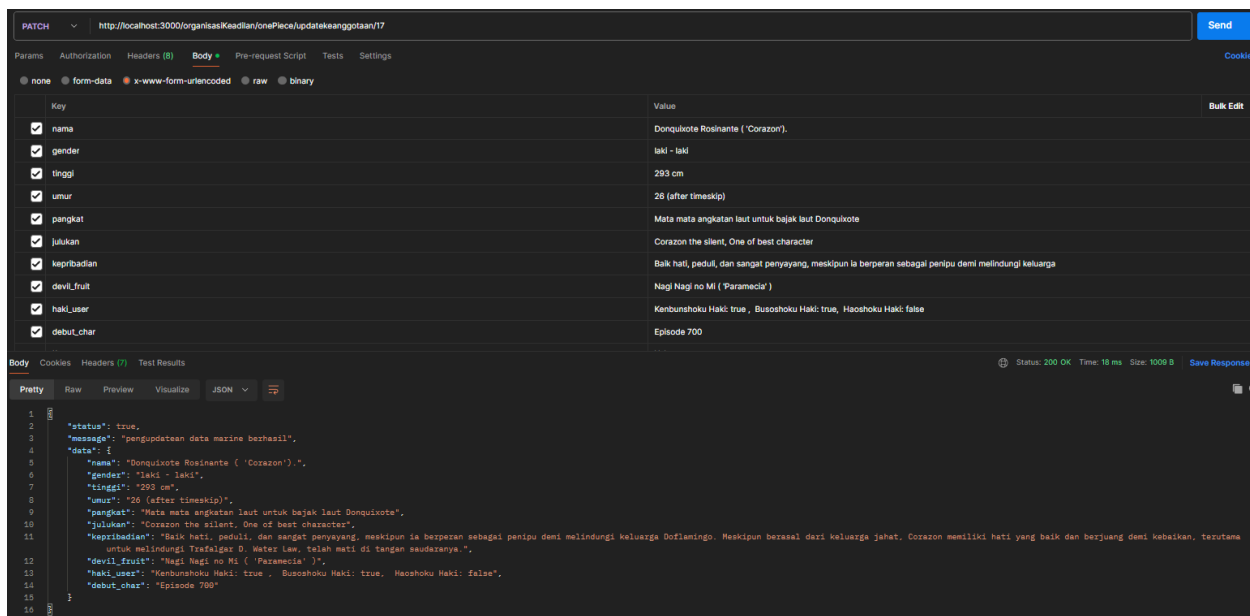 PATCH http://localhost:3000/organisasiKeadilan/onePiece/updatekeanggotaan/17 Send
Params Authorization Headers (8) Body Pre-request Script Tests Settings Cookie
none form-data x-www-form-urlencoded raw binary
Key Value Bulk Edit
nama Donquixote Rosinante ( 'Corazon').
gender laki - laki
tinggi 293 cm
umur 26 (after timeskip)
pangkat Mata mata angkatan laut untuk bajak laut Donquixote
julukan Corazon the silent, One of best character
kepribadian Baik hati, peduli, dan sangat penyayang, meskipun ia berperan sebagai penipu demi melindungi keluarga
devil_fruit Nagi Nagi no Mi ( 'Paramecia' )
haki_user Kenbunshoku Haki: true , Busoshoku Haki: true, Haoshoku Haki: false
debut_char Episode 700
Body Cookies Headers (7) Test Results Status: 200 OK Time: 18 ms Size: 1009 B Save Response
Pretty Raw Preview Visualize JSON
1 {
2 "status": true,
3 "message": "pengupdatean data marine berhasil",
4 "data": {
5 "nama": "Donquixote Rosinante ( 'Corazon').",
6 "gender": "laki - laki",
7 "tinggi": "293 cm",
8 "umur": "26 (after timeskip)",
9 "pangkat": "Mata mata angkatan laut untuk bajak laut Donquixote",
10 "julukan": "Corazon the silent, One of best character",
11 "kepribadian": "Baik hati, peduli, dan sangat penyayang, meskipun ia berperan sebagai penipu demi melindungi keluarga Doflamingo. Meskipun berasal dari keluarga jahat, Corazon memiliki hati yang baik dan berjuang demi kebaikan, terutama
untuk melindungi Trafalgar D. Water Law, telah mati di tangan saudaranya.",
12 "devil_fruit": "Nagi Nagi no Mi ( 'Paramecia' )",
13 "haki_user": "Kenbunshoku Haki: true , Busoshoku Haki: true, Haoshoku Haki: false",
14 "debut_char": "Episode 700"
15 }
16 }